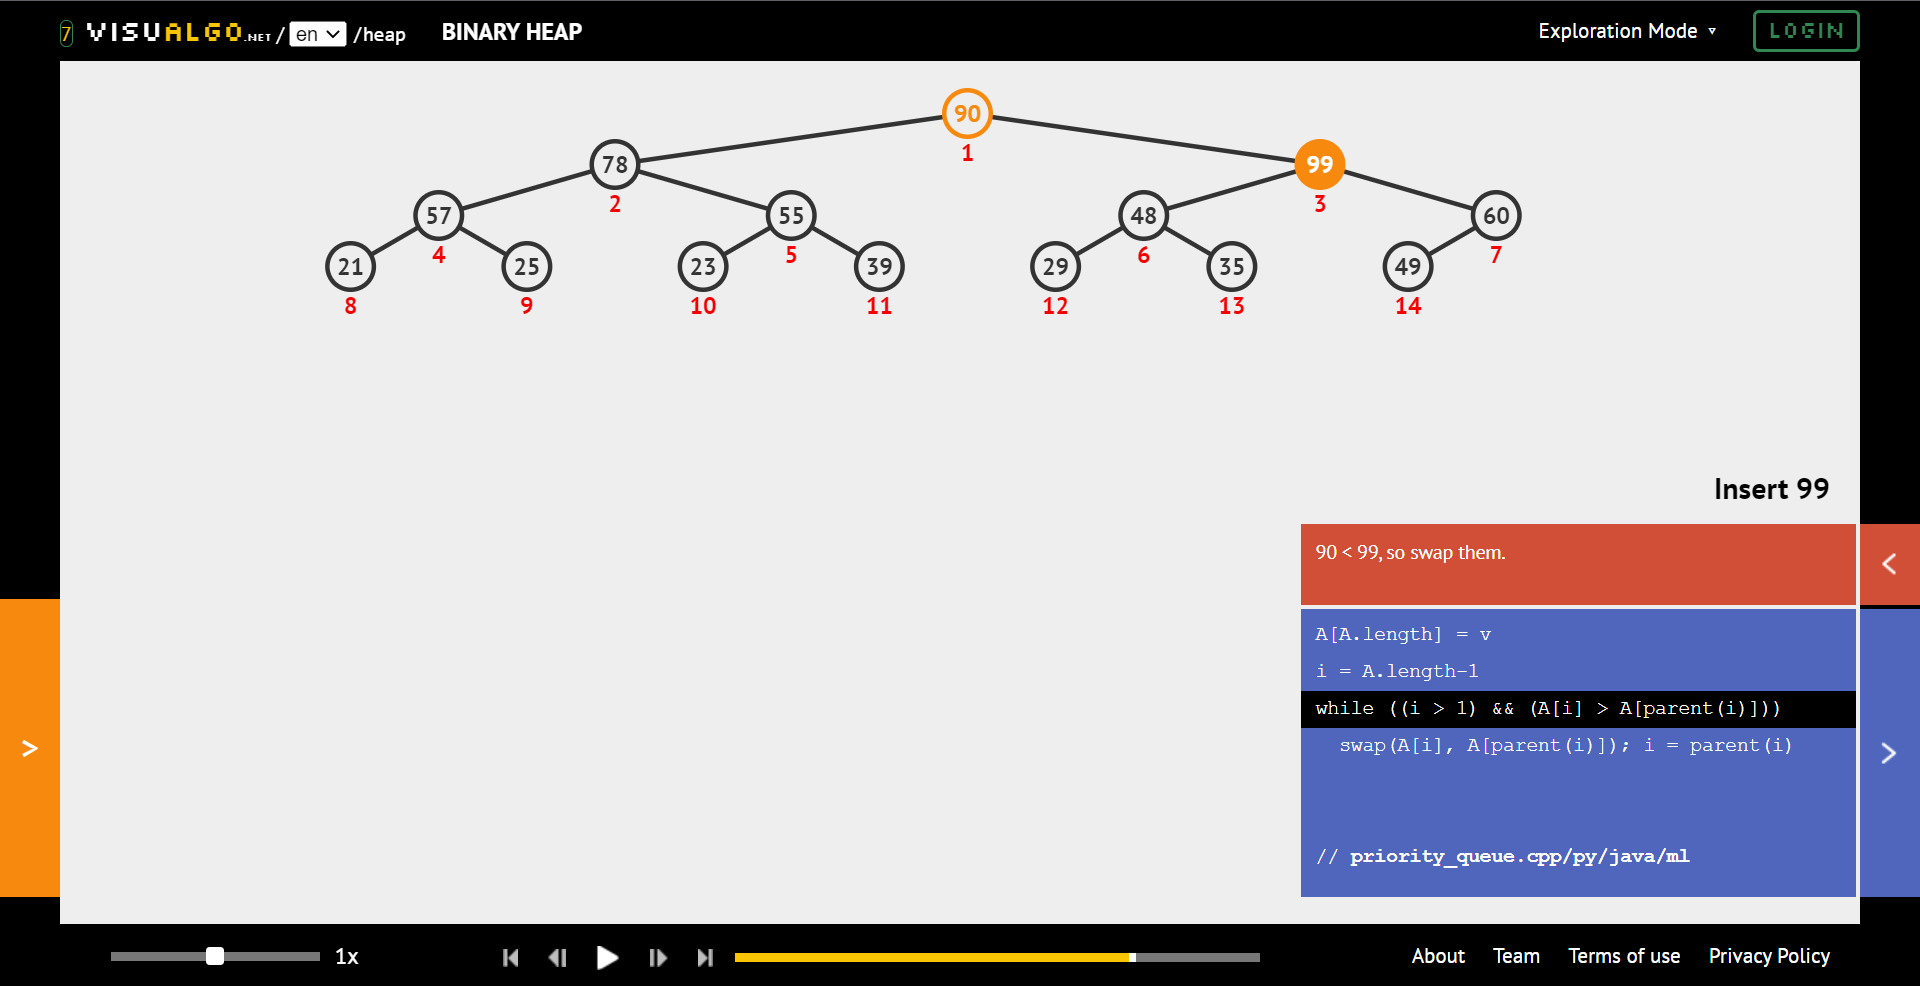 7 VISUALGO.NET / en /heap BINARY HEAP Exploration Mode ▾ LOGIN
90
1
78 99
2 3
57 55 48 60
4 5 6 7
21 25 23 39 29 35 49
8 9 10 11 12 13 14
Insert 99
90 < 99, so swap them.
<
A[A.length] = v
i = A.length-1
while ((i > 1) && (A[i] > A[parent(i)]))
swap(A[i], A[parent(i)]); i = parent(i)
> >
// priority_queue.cpp/py/java/ml
1x About Team Terms of use Privacy Policy